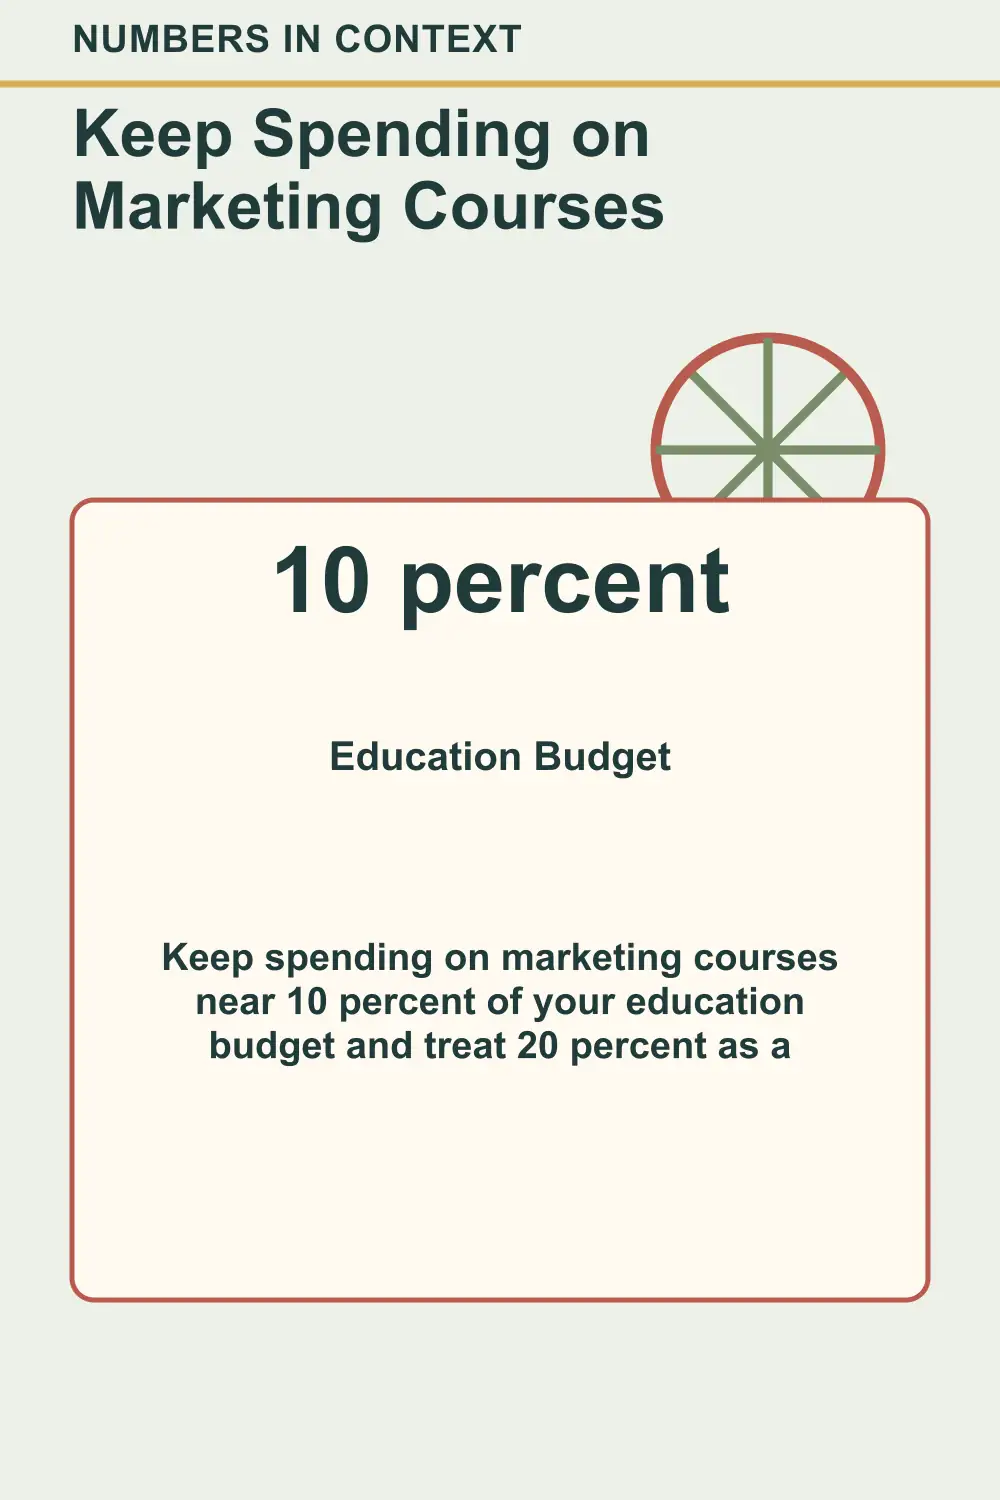 NUMBERS IN CONTEXT
Keep Spending on
Marketing Courses
10 percent
Education Budget
Keep spending on marketing courses
near 10 percent of your education
budget and treat 20 percent as a